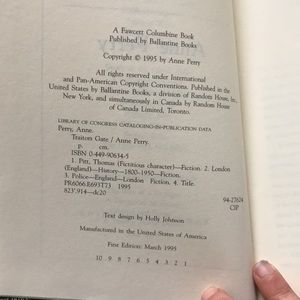 A Fawcett Columbine Book
Published by Ballantine Books
Copyright © 1995 by Anne Perry
All rights reserved under International
and Pan-American Copyright Conventions. Published in the
United States by Ballantine Books, a division of Random House, Inc.,
New York, and simultaneously in Canada by Random House
of Canada Limited, Toronto.
LIBRARY OF CONGRESS CATALOGING-IN-PUBLICATION DATA
Perry, Anne.
Traitors Gate / Anne Perry.
p. cm.
ISBN 0-449-90634-5
1. Pitt, Thomas (Fictitious character)—Fiction. 2. London
(England)—History—1800-1950—Fiction.
3. Police—England—London—Fiction. 4. Title.
PR6066.E693T73 1995
823'.914—dc20
94-27624
CIP
Text design by Holly Johnson
Manufactured in the United States of America
First Edition: March 1995
10 9 8 7 6 5 4 3 2 1